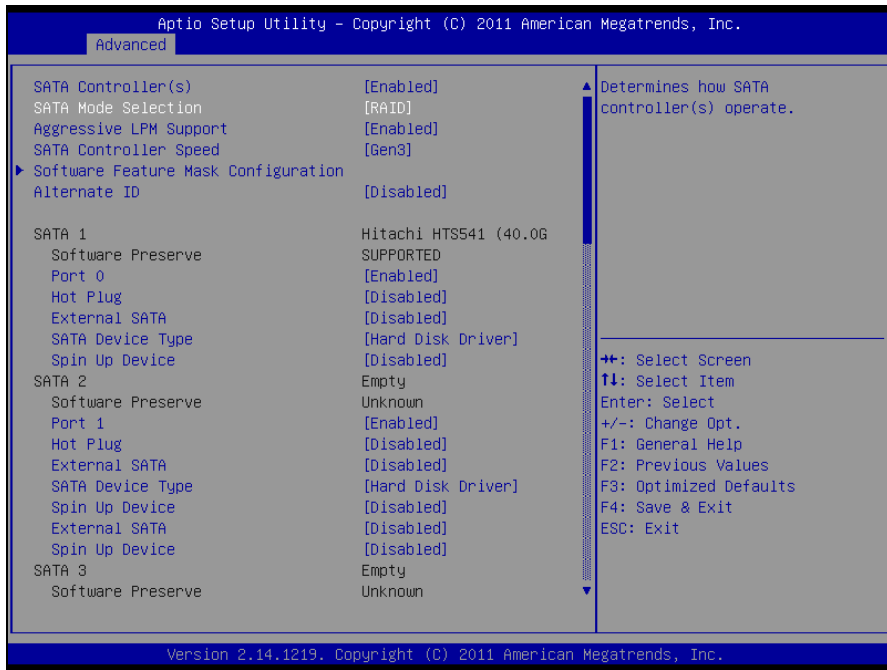 Aptio Setup Utility – Copyright (C) 2011 American Megatrends, Inc.
Advanced
SATA Controller(s) [Enabled]
SATA Mode Selection [RAID]
Aggressive LPM Support [Enabled]
SATA Controller Speed [Gen3]
Software Feature Mask Configuration
Alternate ID [Disabled]
SATA 1 Hitachi HTS541 (40.0G
Software Preserve SUPPORTED
Port 0 [Enabled]
Hot Plug [Disabled]
External SATA [Disabled]
SATA Device Type [Hard Disk Driver]
Spin Up Device [Disabled]
SATA 2 Empty
Software Preserve Unknown
Port 1 [Enabled]
Hot Plug [Disabled]
External SATA [Disabled]
SATA Device Type [Hard Disk Driver]
Spin Up Device [Disabled]
External SATA [Disabled]
Spin Up Device [Disabled]
SATA 3 Empty
Software Preserve Unknown
Determines how SATA
controller(s) operate.
→←: Select Screen
↑↓: Select Item
Enter: Select
+/-: Change Opt.
F1: General Help
F2: Previous Values
F3: Optimized Defaults
F4: Save & Exit
ESC: Exit
Version 2.14.1219. Copyright (C) 2011 American Megatrends, Inc.